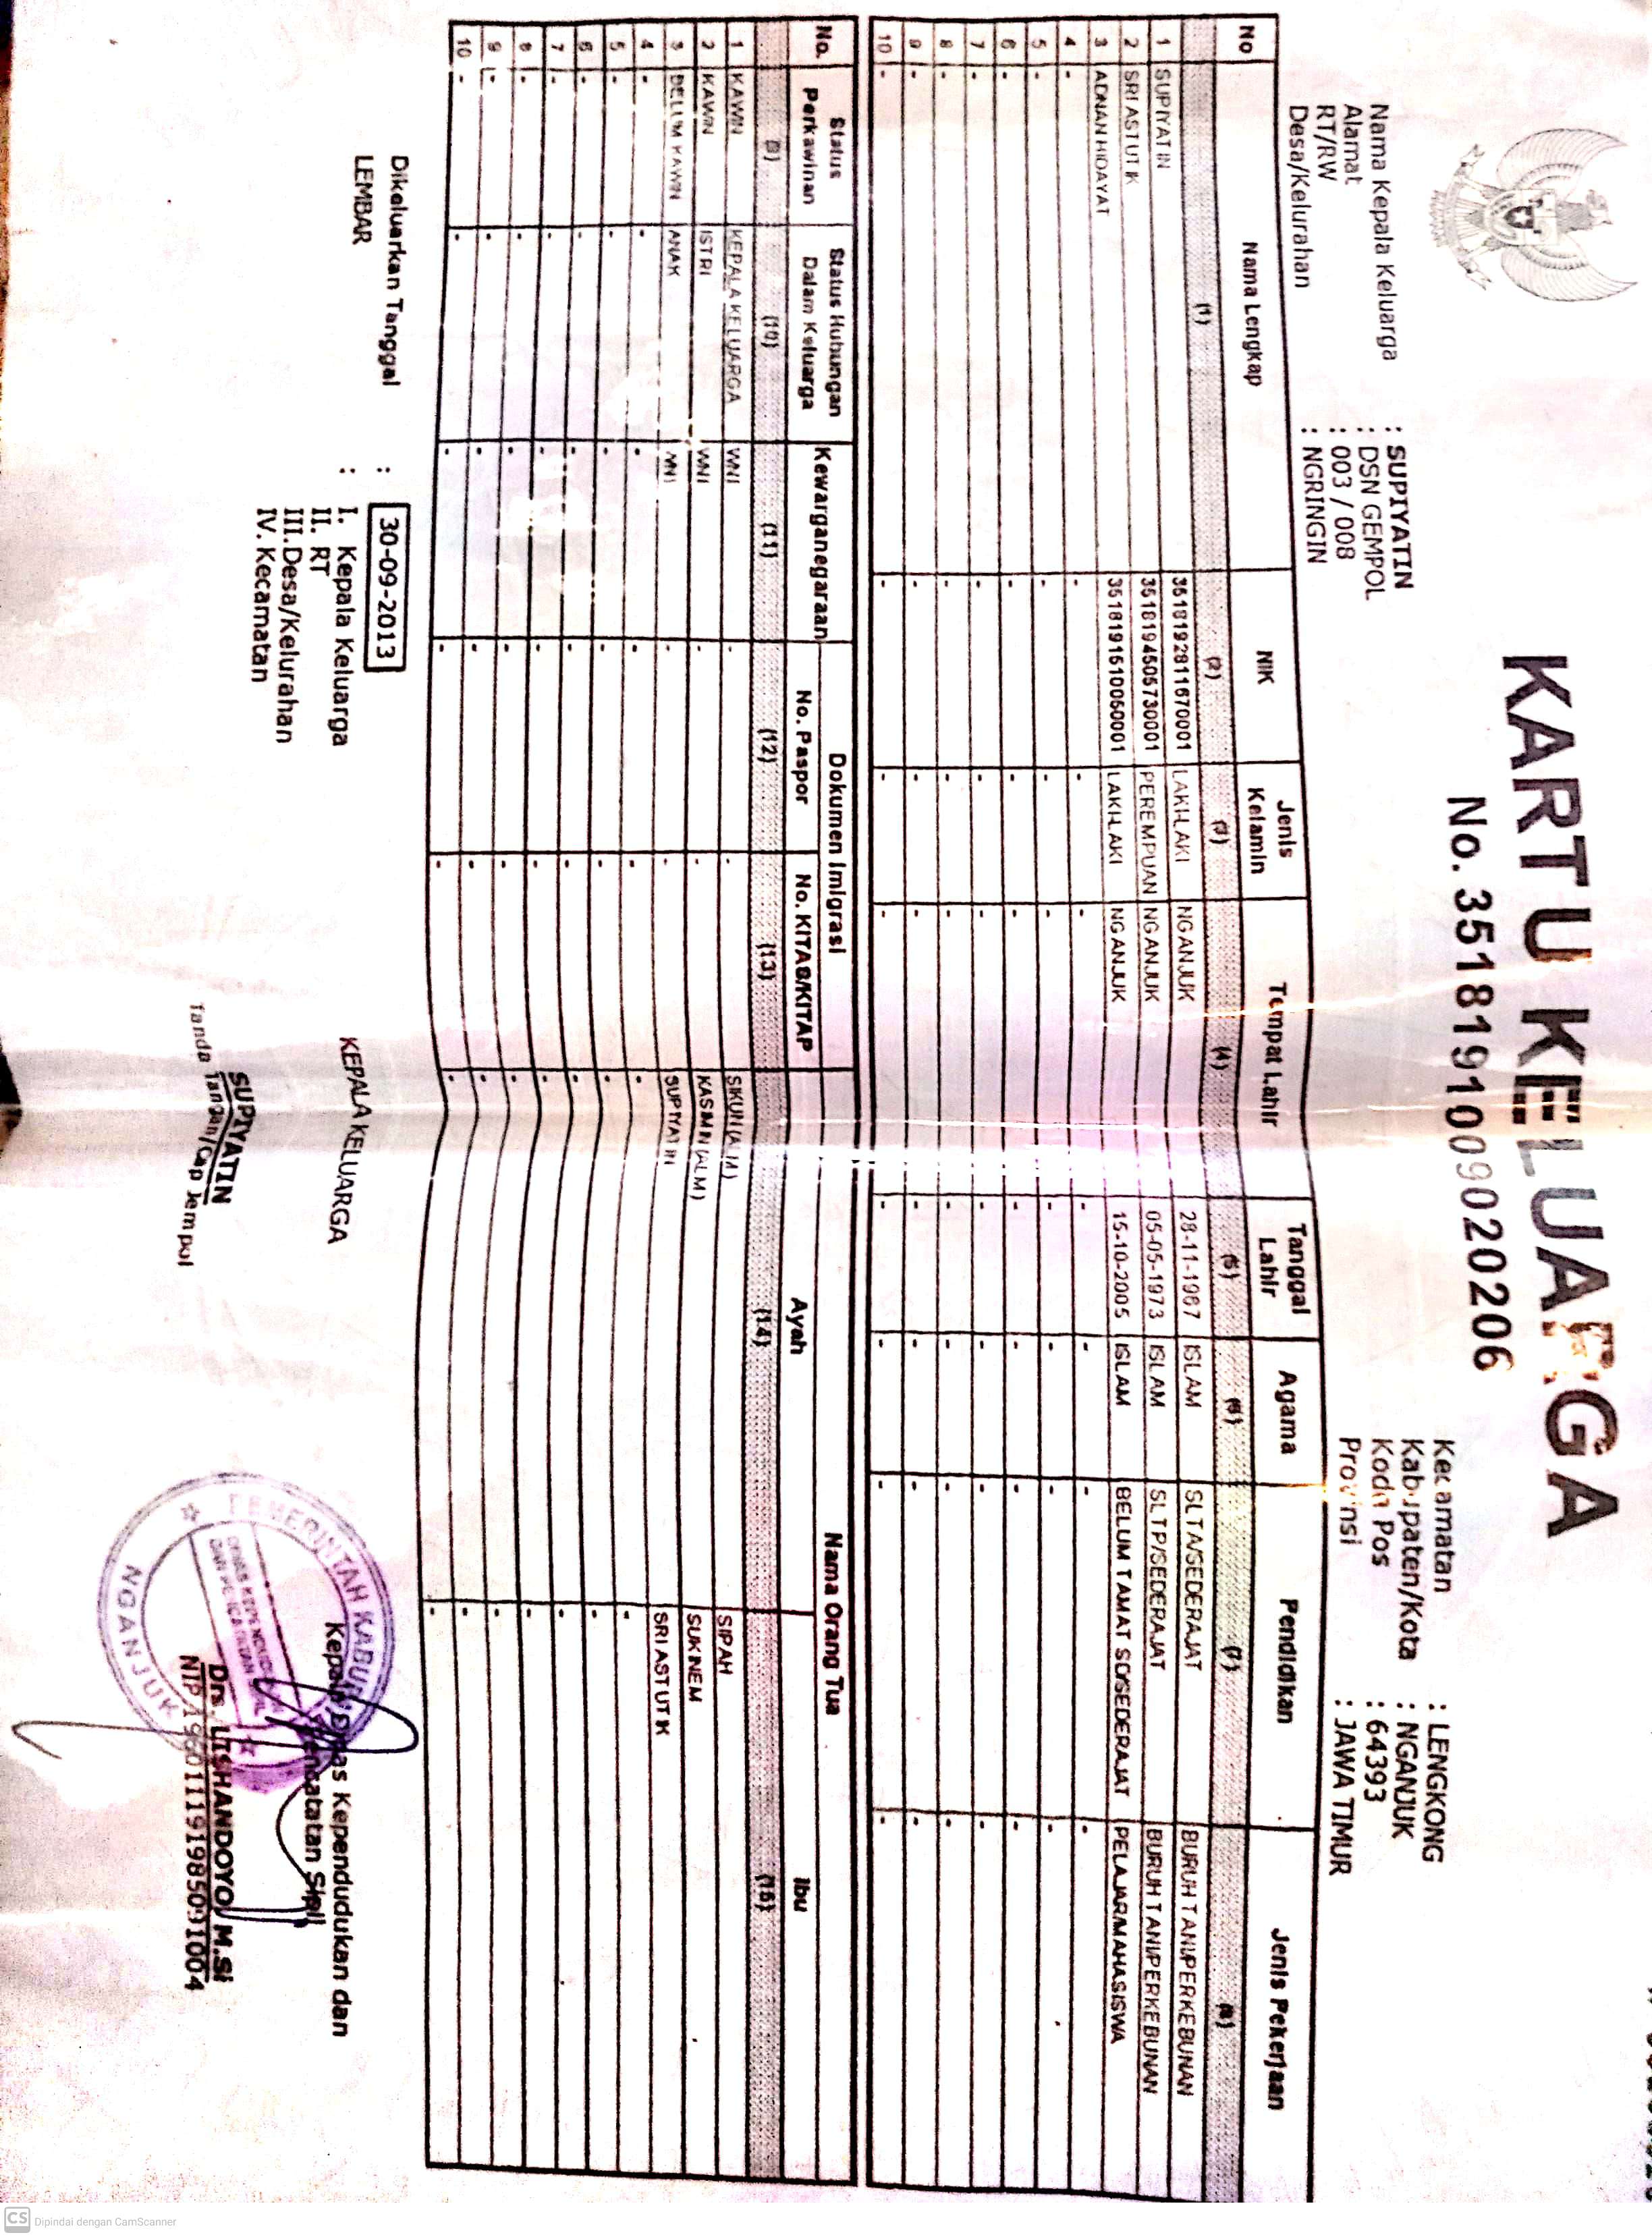 KARTU KELUARGA
No. 3518191009020206
Nama Kepala Keluarga : SUPIYATIN
Alamat : DSN GEMPOL
RT/RW : 003 / 008
Desa/Kelurahan : NGRINGIN
Kecamatan : LENGKONG
Kabupaten/Kota : NGANJUK
Kode Pos : 64393
Provinsi : JAWA TIMUR
No Nama Lengkap NIK Jenis Kelamin Tempat Lahir Tanggal Lahir Agama Pendidikan Jenis Pekerjaan
(1) (2) (3) (4) (5) (6) (7) (8)
1 SUPIYATIN 3518192811670001 LAKI-LAKI NGANJUK 28-11-1967 ISLAM SLTA/SEDERAJAT BURUH TANI/PERKEBUNAN
2 SRI ASTUTIK 3518194505730001 PEREMPUAN NGANJUK 05-05-1973 ISLAM SLTP/SEDERAJAT BURUH TANI/PERKEBUNAN
3 ADNAN HIDAYAT 3518191510050001 LAKI-LAKI NGANJUK 15-10-2005 ISLAM BELUM TAMAT SD/SEDERAJAT PELAJAR/MAHASISWA
4 - - - - - - - -
5 - - - - - - - -
6 - - - - - - - -
7 - - - - - - - -
8 - - - - - - - -
9 - - - - - - - -
10 - - - - - - - -
No. Status Perkawinan Status Hubungan Dalam Keluarga Kewarganegaraan Dokumen Imigrasi Nama Orang Tua
No. Paspor No. KITAS/KITAP Ayah Ibu
(9) (10) (11) (12) (13) (14) (15)
1 KAWIN KEPALA KELUARGA WNI - - SIKUN (ALM) SIPAH
2 KAWIN ISTRI WNI - - KASMIN (ALM) SUKINEM
3 BELUM KAWIN ANAK WNI - - SUPIYATIN SRI ASTUTIK
4 - - - - - - -
5 - - - - - - -
6 - - - - - - -
7 - - - - - - -
8 - - - - - - -
9 - - - - - - -
10 - - - - - - -
Dikeluarkan Tanggal : 30-09-2013
LEMBAR : I. Kepala Keluarga
II. RT
III. Desa/Kelurahan
IV. Kecamatan
KEPALA KELUARGA
SUPIYATIN
Tanda Tangan/Cap Jempol
Kepala Dinas Kependudukan dan
Pencatatan Sipil
Drs. LISHANDOYO, M.Si
NIP.196011191985091004
PEMERINTAH KABUPATEN
NGANJUK
DINAS KEPENDUDUKAN
DAN PENCATATAN SIPIL
CS Dipindai dengan CamScanner